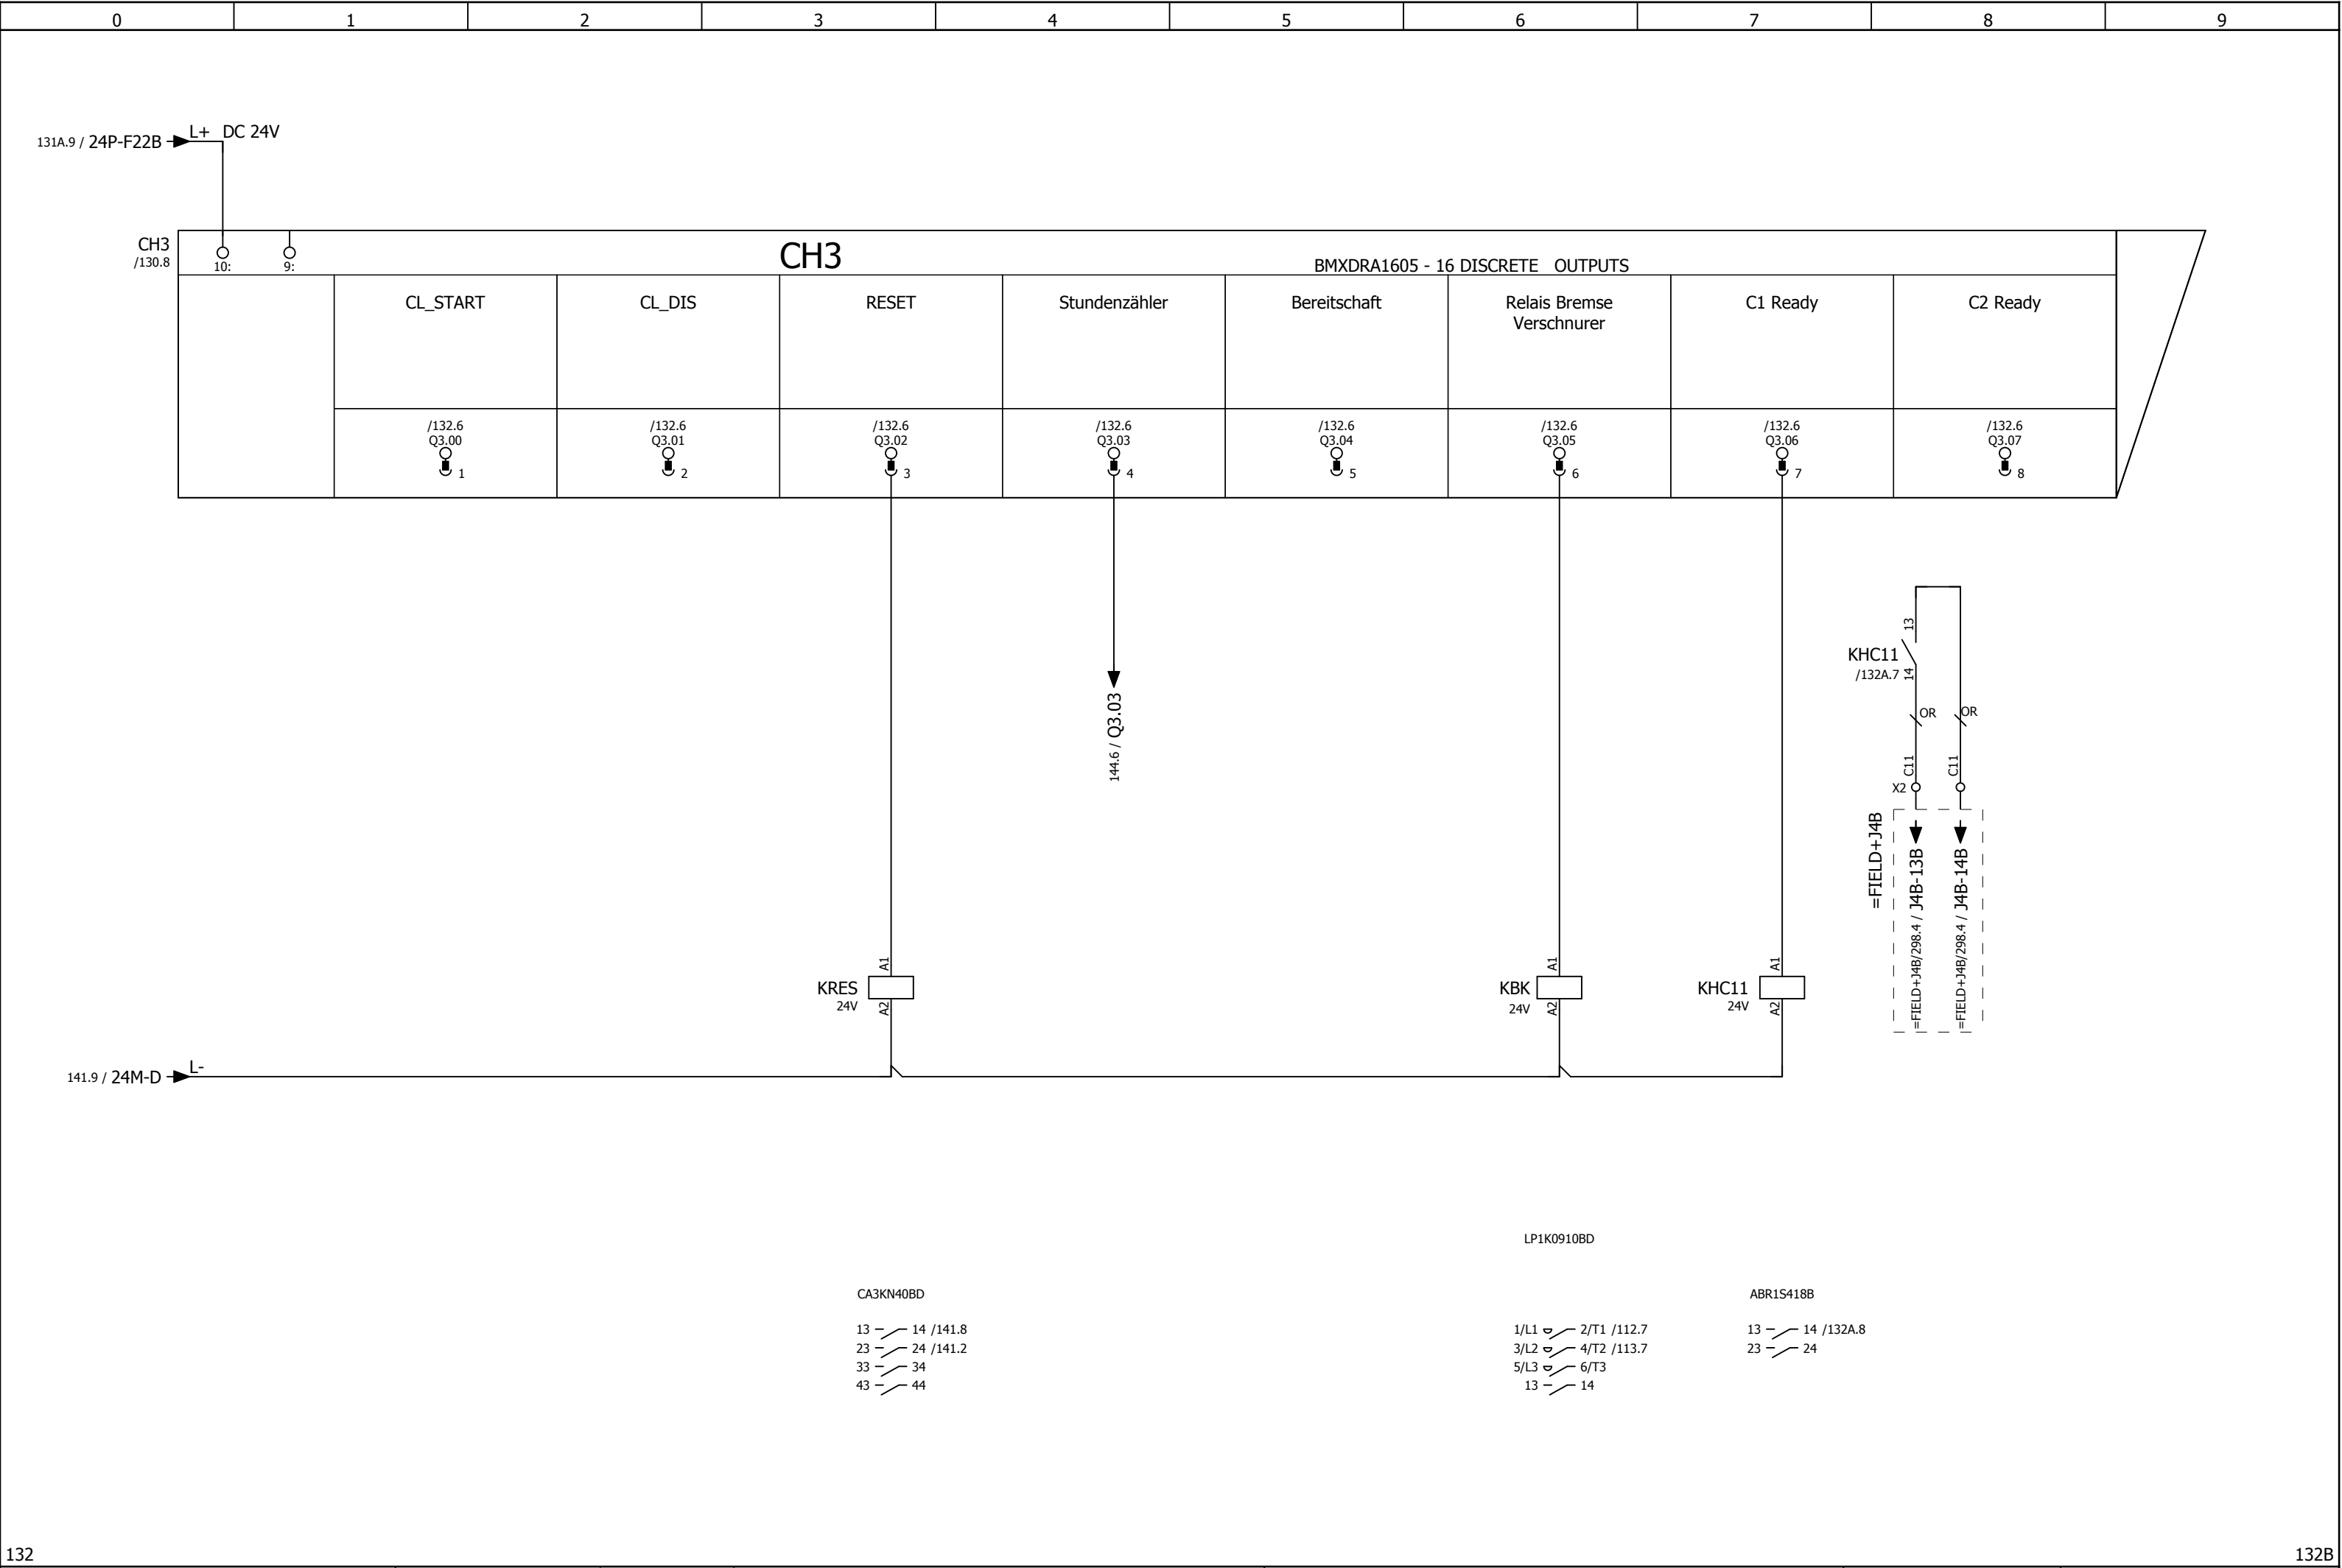 0 1 2 3 4 5 6 7 8 9
L+ DC 24V
131A.9 / 24P-F22B
CH3
/130.8
10: 9:
CH3
BMXDRA1605 - 16 DISCRETE OUTPUTS
CL_START CL_DIS RESET Stundenzähler Bereitschaft Relais Bremse C1 Ready C2 Ready
Verschnurer
/132.6 /132.6 /132.6 /132.6 /132.6 /132.6 /132.6 /132.6
Q3.00 Q3.01 Q3.02 Q3.03 Q3.04 Q3.05 Q3.06 Q3.07
1 2 3 4 5 6 7 8
13
KHC11
/132A.7 14
OR OR
144.6 / Q3.03
C11 C11
X2
=FIELD+J4B
=FIELD+J4B/298.4 / J4B-13B
=FIELD+J4B/298.4 / J4B-14B
A1 A1 A1
KRES KBK KHC11
24V 24V 24V
A2 A2 A2
L-
141.9 / 24M-D
LP1K0910BD
CA3KN40BD ABR1S418B
13 14 /141.8 1/L1 2/T1 /112.7 13 14 /132A.8
23 24 /141.2 3/L2 4/T2 /113.7 23 24
33 34 5/L3 6/T3
43 44 13 14
132 132B